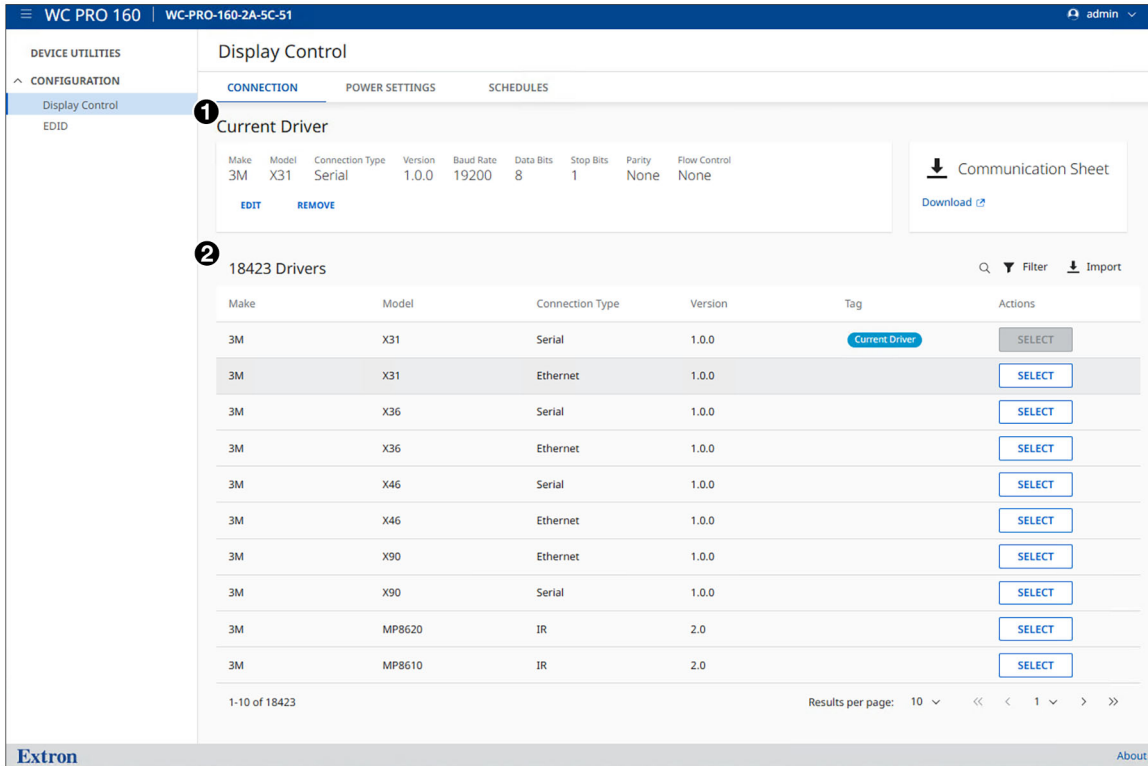 WC PRO 160 | WC-PRO-160-2A-5C-51 admin
DEVICE UTILITIES
CONFIGURATION
Display Control
EDID
Display Control
CONNECTION POWER SETTINGS SCHEDULES
1
Current Driver
Make Model Connection Type Version Baud Rate Data Bits Stop Bits Parity Flow Control
3M X31 Serial 1.0.0 19200 8 1 None None
EDIT REMOVE
Communication Sheet
Download
2
18423 Drivers Filter Import
Make Model Connection Type Version Tag Actions
3M X31 Serial 1.0.0 Current Driver SELECT
3M X31 Ethernet 1.0.0 SELECT
3M X36 Serial 1.0.0 SELECT
3M X36 Ethernet 1.0.0 SELECT
3M X46 Serial 1.0.0 SELECT
3M X46 Ethernet 1.0.0 SELECT
3M X90 Ethernet 1.0.0 SELECT
3M X90 Serial 1.0.0 SELECT
3M MP8620 IR 2.0 SELECT
3M MP8610 IR 2.0 SELECT
1-10 of 18423 Results per page: 10 << < 1 > >>
Extron About